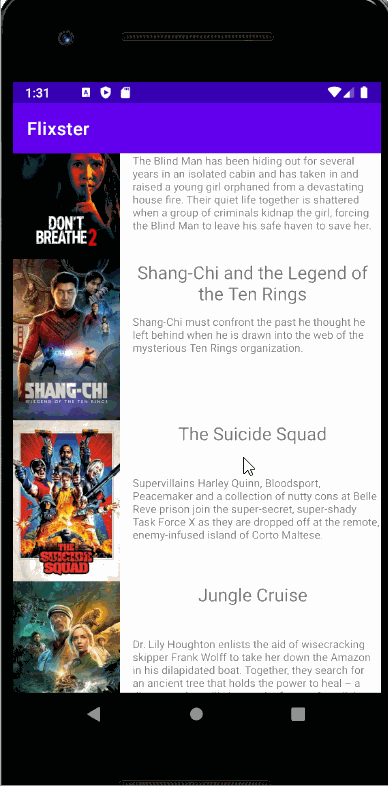 1:31
Flixster
The Blind Man has been hiding out for several
years in an isolated cabin and has taken in and
raised a young girl orphaned from a devastating
house fire. Their quiet life together is shattered
when a group of criminals kidnap the girl, forcing
the Blind Man to leave his safe haven to save her.
DON'T
BREATHE 2
Shang-Chi and the Legend of
the Ten Rings
Shang-Chi must confront the past he thought he
left behind when he is drawn into the web of the
mysterious Ten Rings organization.
SHANG-CHI
LEGEND OF THE TEN RINGS
The Suicide Squad
Supervillains Harley Quinn, Bloodsport,
Peacemaker and a collection of nutty cons at Belle
Reve prison join the super-secret, super-shady
Task Force X as they are dropped off at the remote,
enemy-infused island of Corto Maltese.
THE
SUICIDE
SQUAD
Jungle Cruise
Dr. Lily Houghton enlists the aid of wisecracking
skipper Frank Wolff to take her down the Amazon
in his dilapidated boat. Together, they search for
an ancient tree that holds the power to heal – a